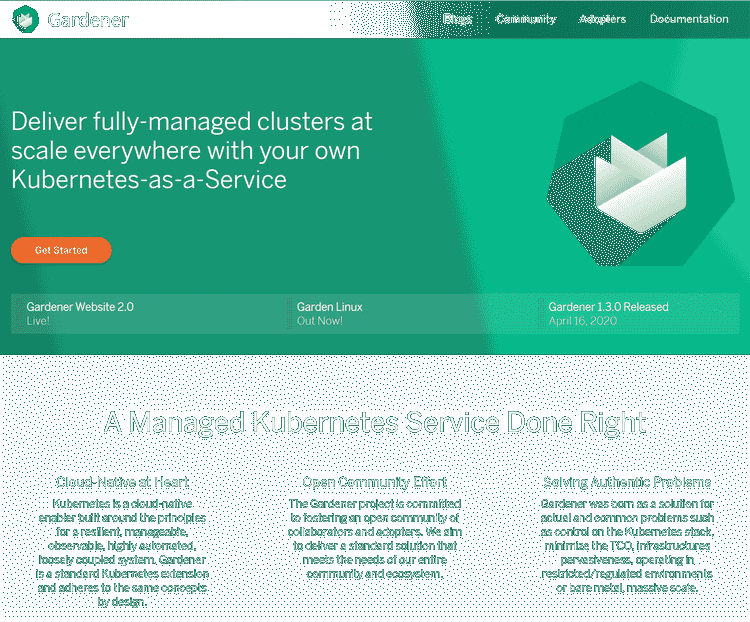 Gardener
Blogs Community Adopters Documentation
Deliver fully-managed clusters at
scale everywhere with your own
Kubernetes-as-a-Service
Get Started
Gardener Website 2.0
Live!
Garden Linux
Out Now!
Gardener 1.3.0 Released
April 16, 2020
A Managed Kubernetes Service Done Right
Cloud-Native at Heart
Kubernetes is a cloud-native
enabler built around the principles
for a resilient, manageable,
observable, highly automated,
loosely coupled system. Gardener
is a standard Kubernetes extension
and adheres to the same concepts
by design.
Open Community Effort
The Gardener project is committed
to fostering an open community of
collaborators and adopters. We aim
to deliver a standard solution that
meets the needs of our entire
community and ecosystem.
Solving Authentic Problems
Gardener was born as a solution for
actual and common problems such
as control on the Kubernetes stack,
minimize the TCO, infrastructures
pervasiveness, operating in
restricted/regulated environments
or bare metal, massive scale.